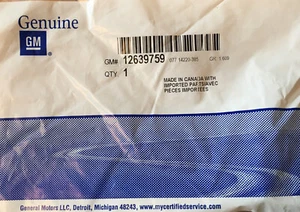 Genuine
GM
GM# 12639759
QTY. 1
MADE IN CANADA WITH
IMPORTED PARTS/AVEC
PIECES IMPORTEES
General Motors LLC, Detroit, Michigan 48243, www.mycertifiedservice.com